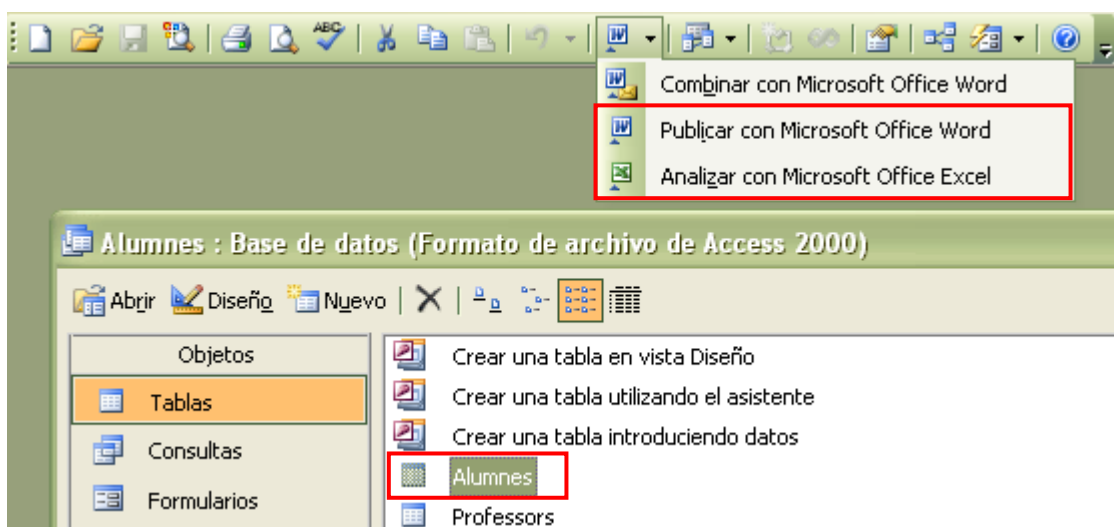 ABC
Combinar con Microsoft Office Word
Publicar con Microsoft Office Word
Analizar con Microsoft Office Excel
Alumnes : Base de datos (Formato de archivo de Access 2000)
Abrir Diseño Nuevo
Objetos
Crear una tabla en vista Diseño
Tablas
Crear una tabla utilizando el asistente
Crear una tabla introduciendo datos
Consultas
Alumnes
Formularios
Professors